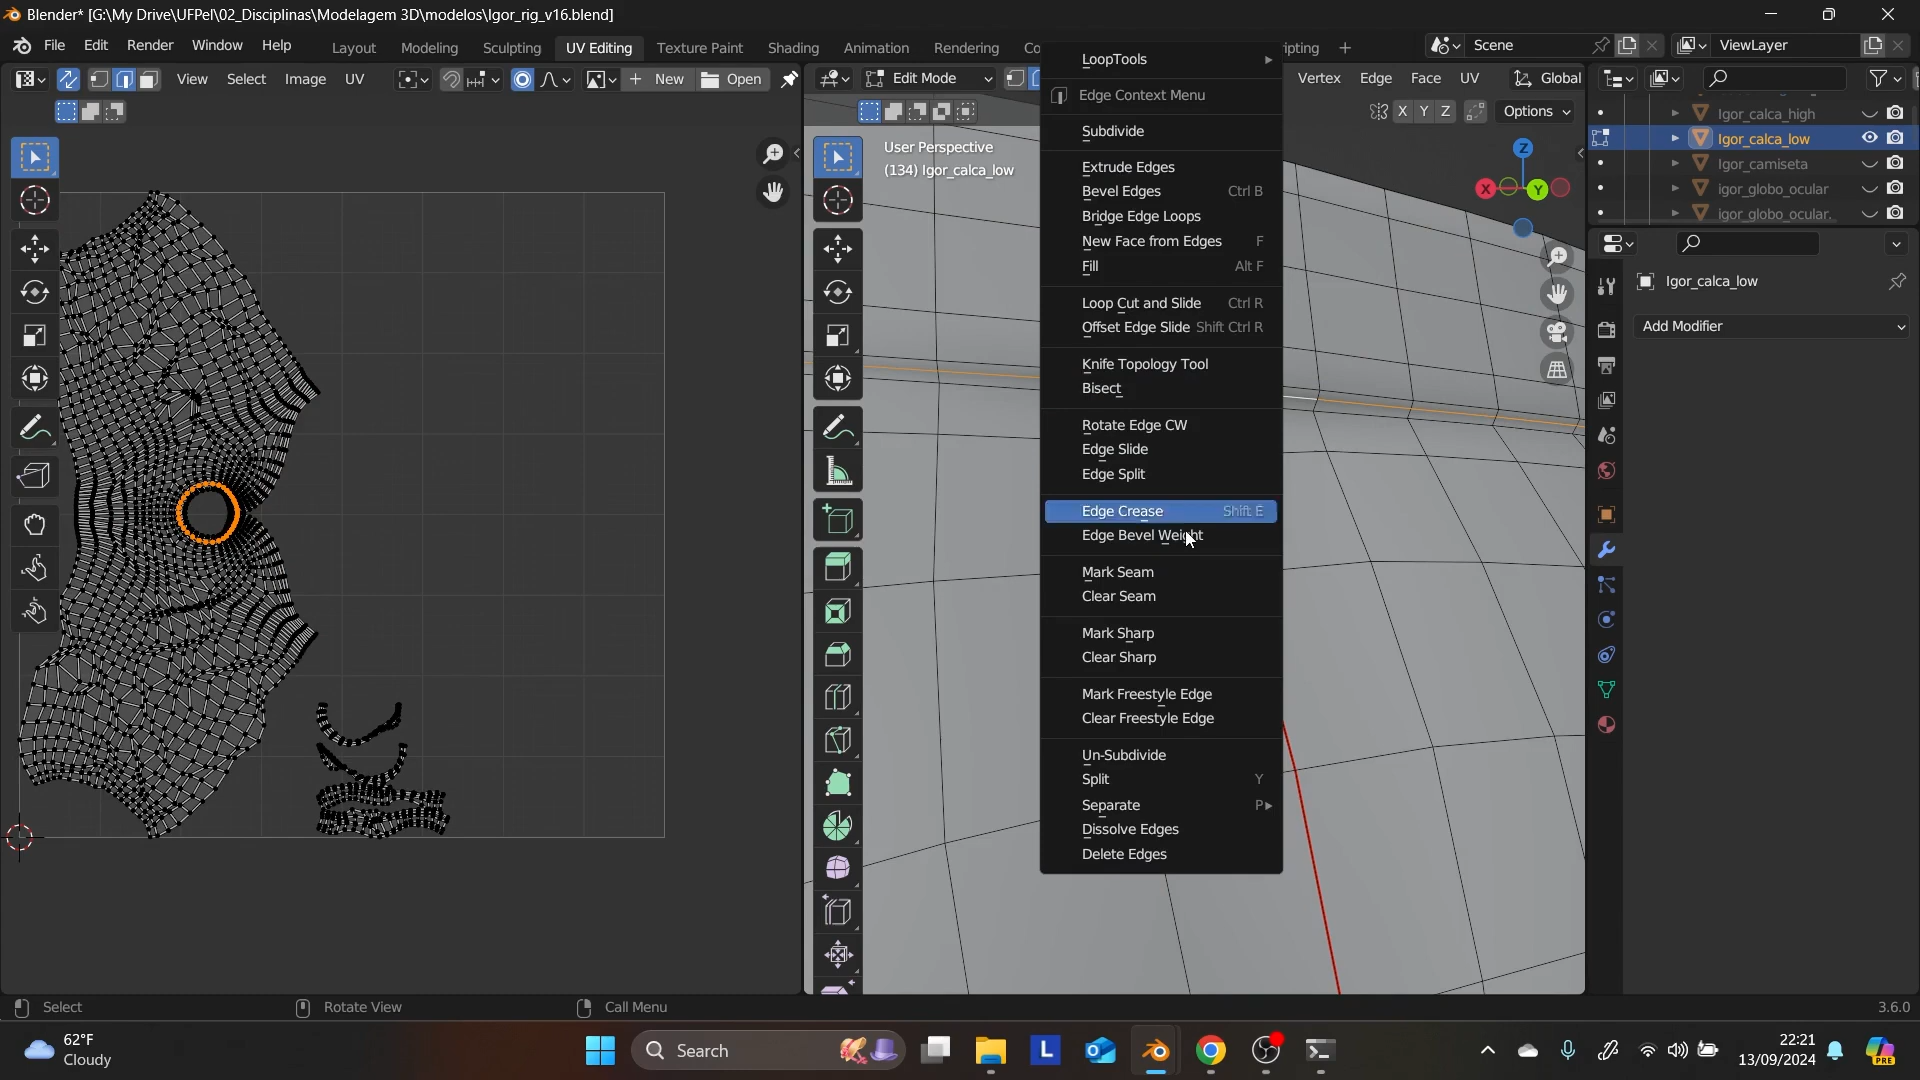 Blender* [G:\My Drive\UFPel\02_Disciplinas\Modelagem 3D\modelos\Igor_rig_v16.blend]
File Edit Render Window Help Layout Modeling Sculpting UV Editing Texture Paint Shading Animation Rendering Co ipting + Scene ViewLayer
View Select Image UV New Open Edit Mode Vertex Edge Face UV Global
X Y Z Options
User Perspective
(134) Igor_calca_low
LoopTools
Edge Context Menu
Subdivide
Extrude Edges
Bevel Edges Ctrl B
Bridge Edge Loops
New Face from Edges F
Fill Alt F
Loop Cut and Slide Ctrl R
Offset Edge Slide Shift Ctrl R
Knife Topology Tool
Bisect
Rotate Edge CW
Edge Slide
Edge Split
Edge Crease Shift E
Edge Bevel Weight
Mark Seam
Clear Seam
Mark Sharp
Clear Sharp
Mark Freestyle Edge
Clear Freestyle Edge
Un-Subdivide
Split Y
Separate P
Dissolve Edges
Delete Edges
Z
X Y
Igor_calca_high
Igor_calca_low
Igor_camiseta
igor_globo_ocular
igor_globo_ocular.
Igor_calca_low
Add Modifier
Select Rotate View Call Menu 3.6.0
62°F
Cloudy
Search
L
22:21
13/09/2024
PRE